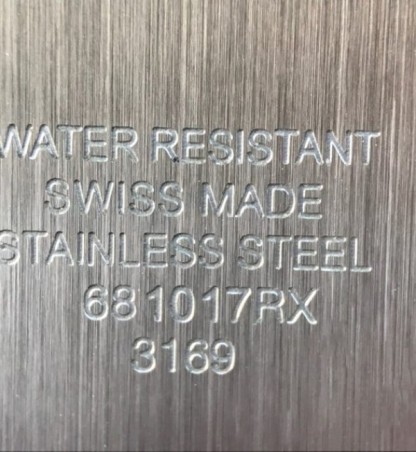 WATER RESISTANT
SWISS MADE
STAINLESS STEEL
681017RX
3169